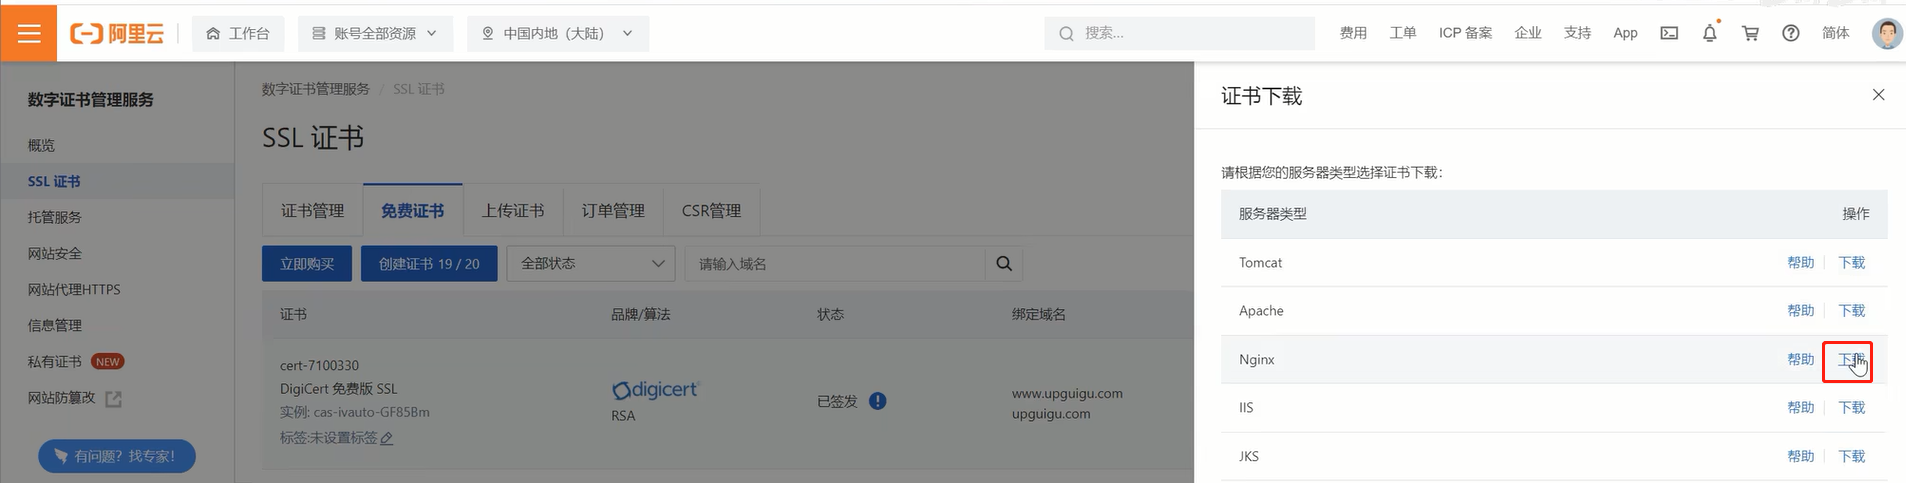 阿里云
工作台
账号全部资源
中国内地（大陆）
搜索...
费用
工单
ICP 备案
企业
支持
App
简体
数字证书管理服务
概览
SSL 证书
托管服务
网站安全
网站代理HTTPS
信息管理
私有证书 NEW
网站防篡改
有问题？找专家！
数字证书管理服务 / SSL 证书
SSL 证书
证书管理
免费证书
上传证书
订单管理
CSR管理
立即购买
创建证书 19 / 20
全部状态
请输入域名
证书
品牌/算法
状态
绑定域名
cert-7100330
DigiCert 免费版 SSL
实例: cas-ivauto-GF85Bm
标签:未设置标签
digicert
RSA
已签发
www.upguigu.com
upguigu.com
证书下载
请根据您的服务器类型选择证书下载：
服务器类型 操作
Tomcat 帮助 下载
Apache 帮助 下载
Nginx 帮助 下载
IIS 帮助 下载
JKS 帮助 下载